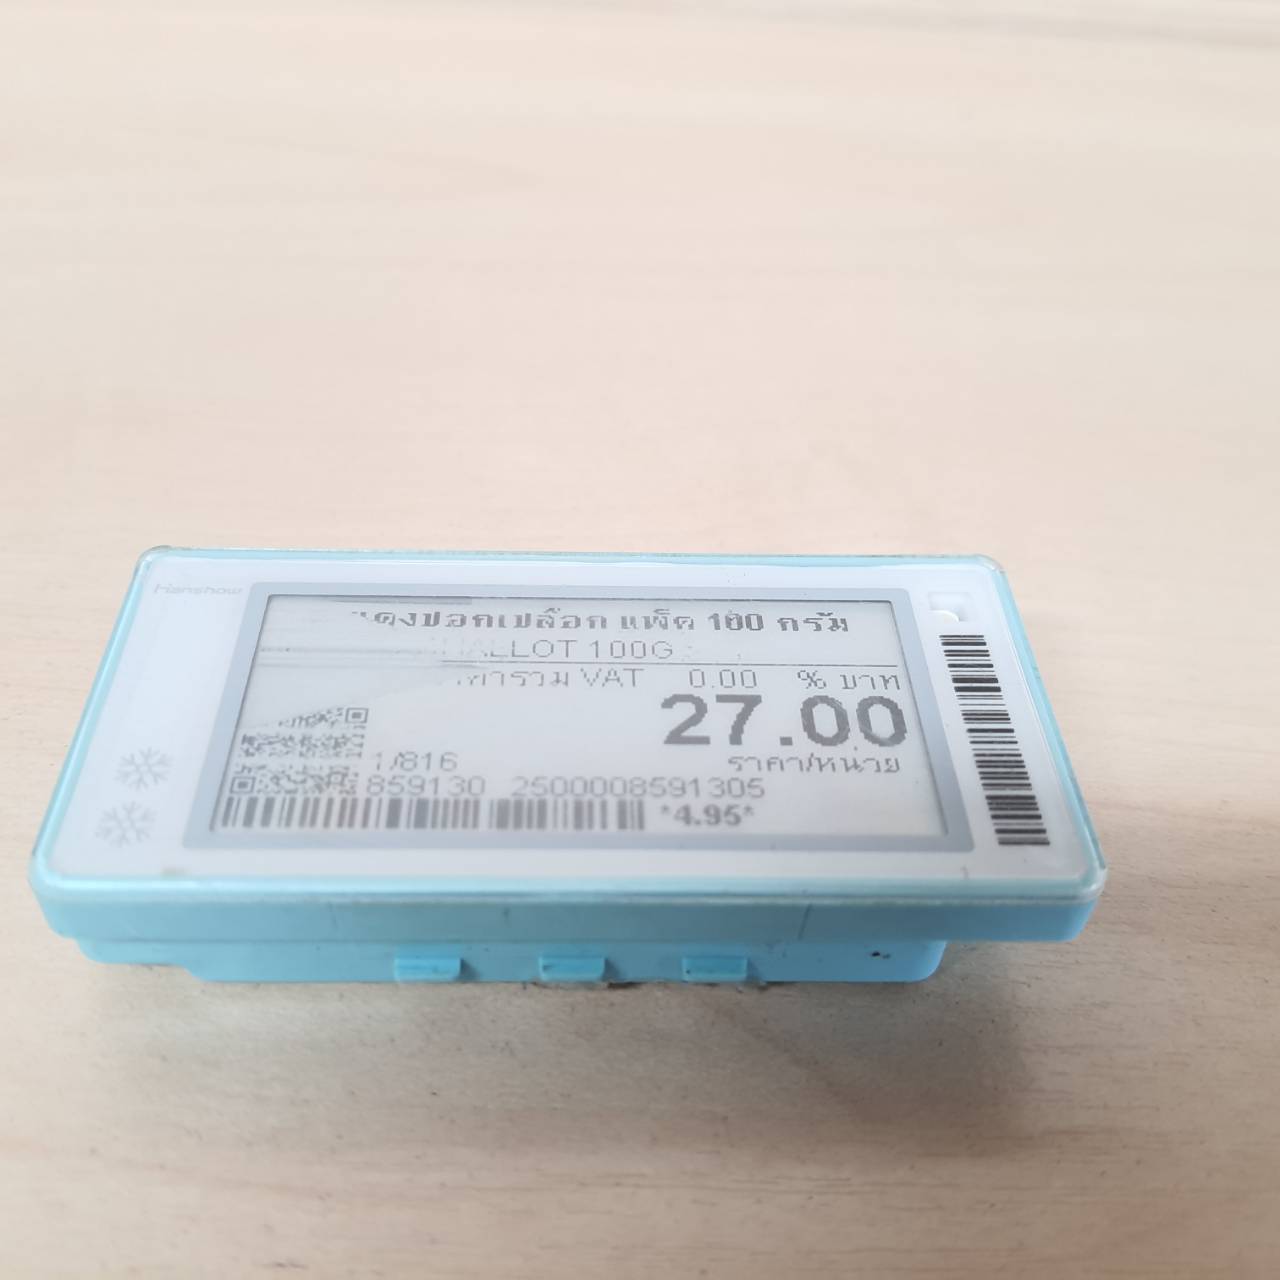 Hanshow
แดงปอกเปลือก แพ็ค 100 กรัม
HALLOT 100G
รวม VAT 0.00 % บาท
27.00
1/816 ราคา/หน่วย
859130 2500008591305
*4.95*